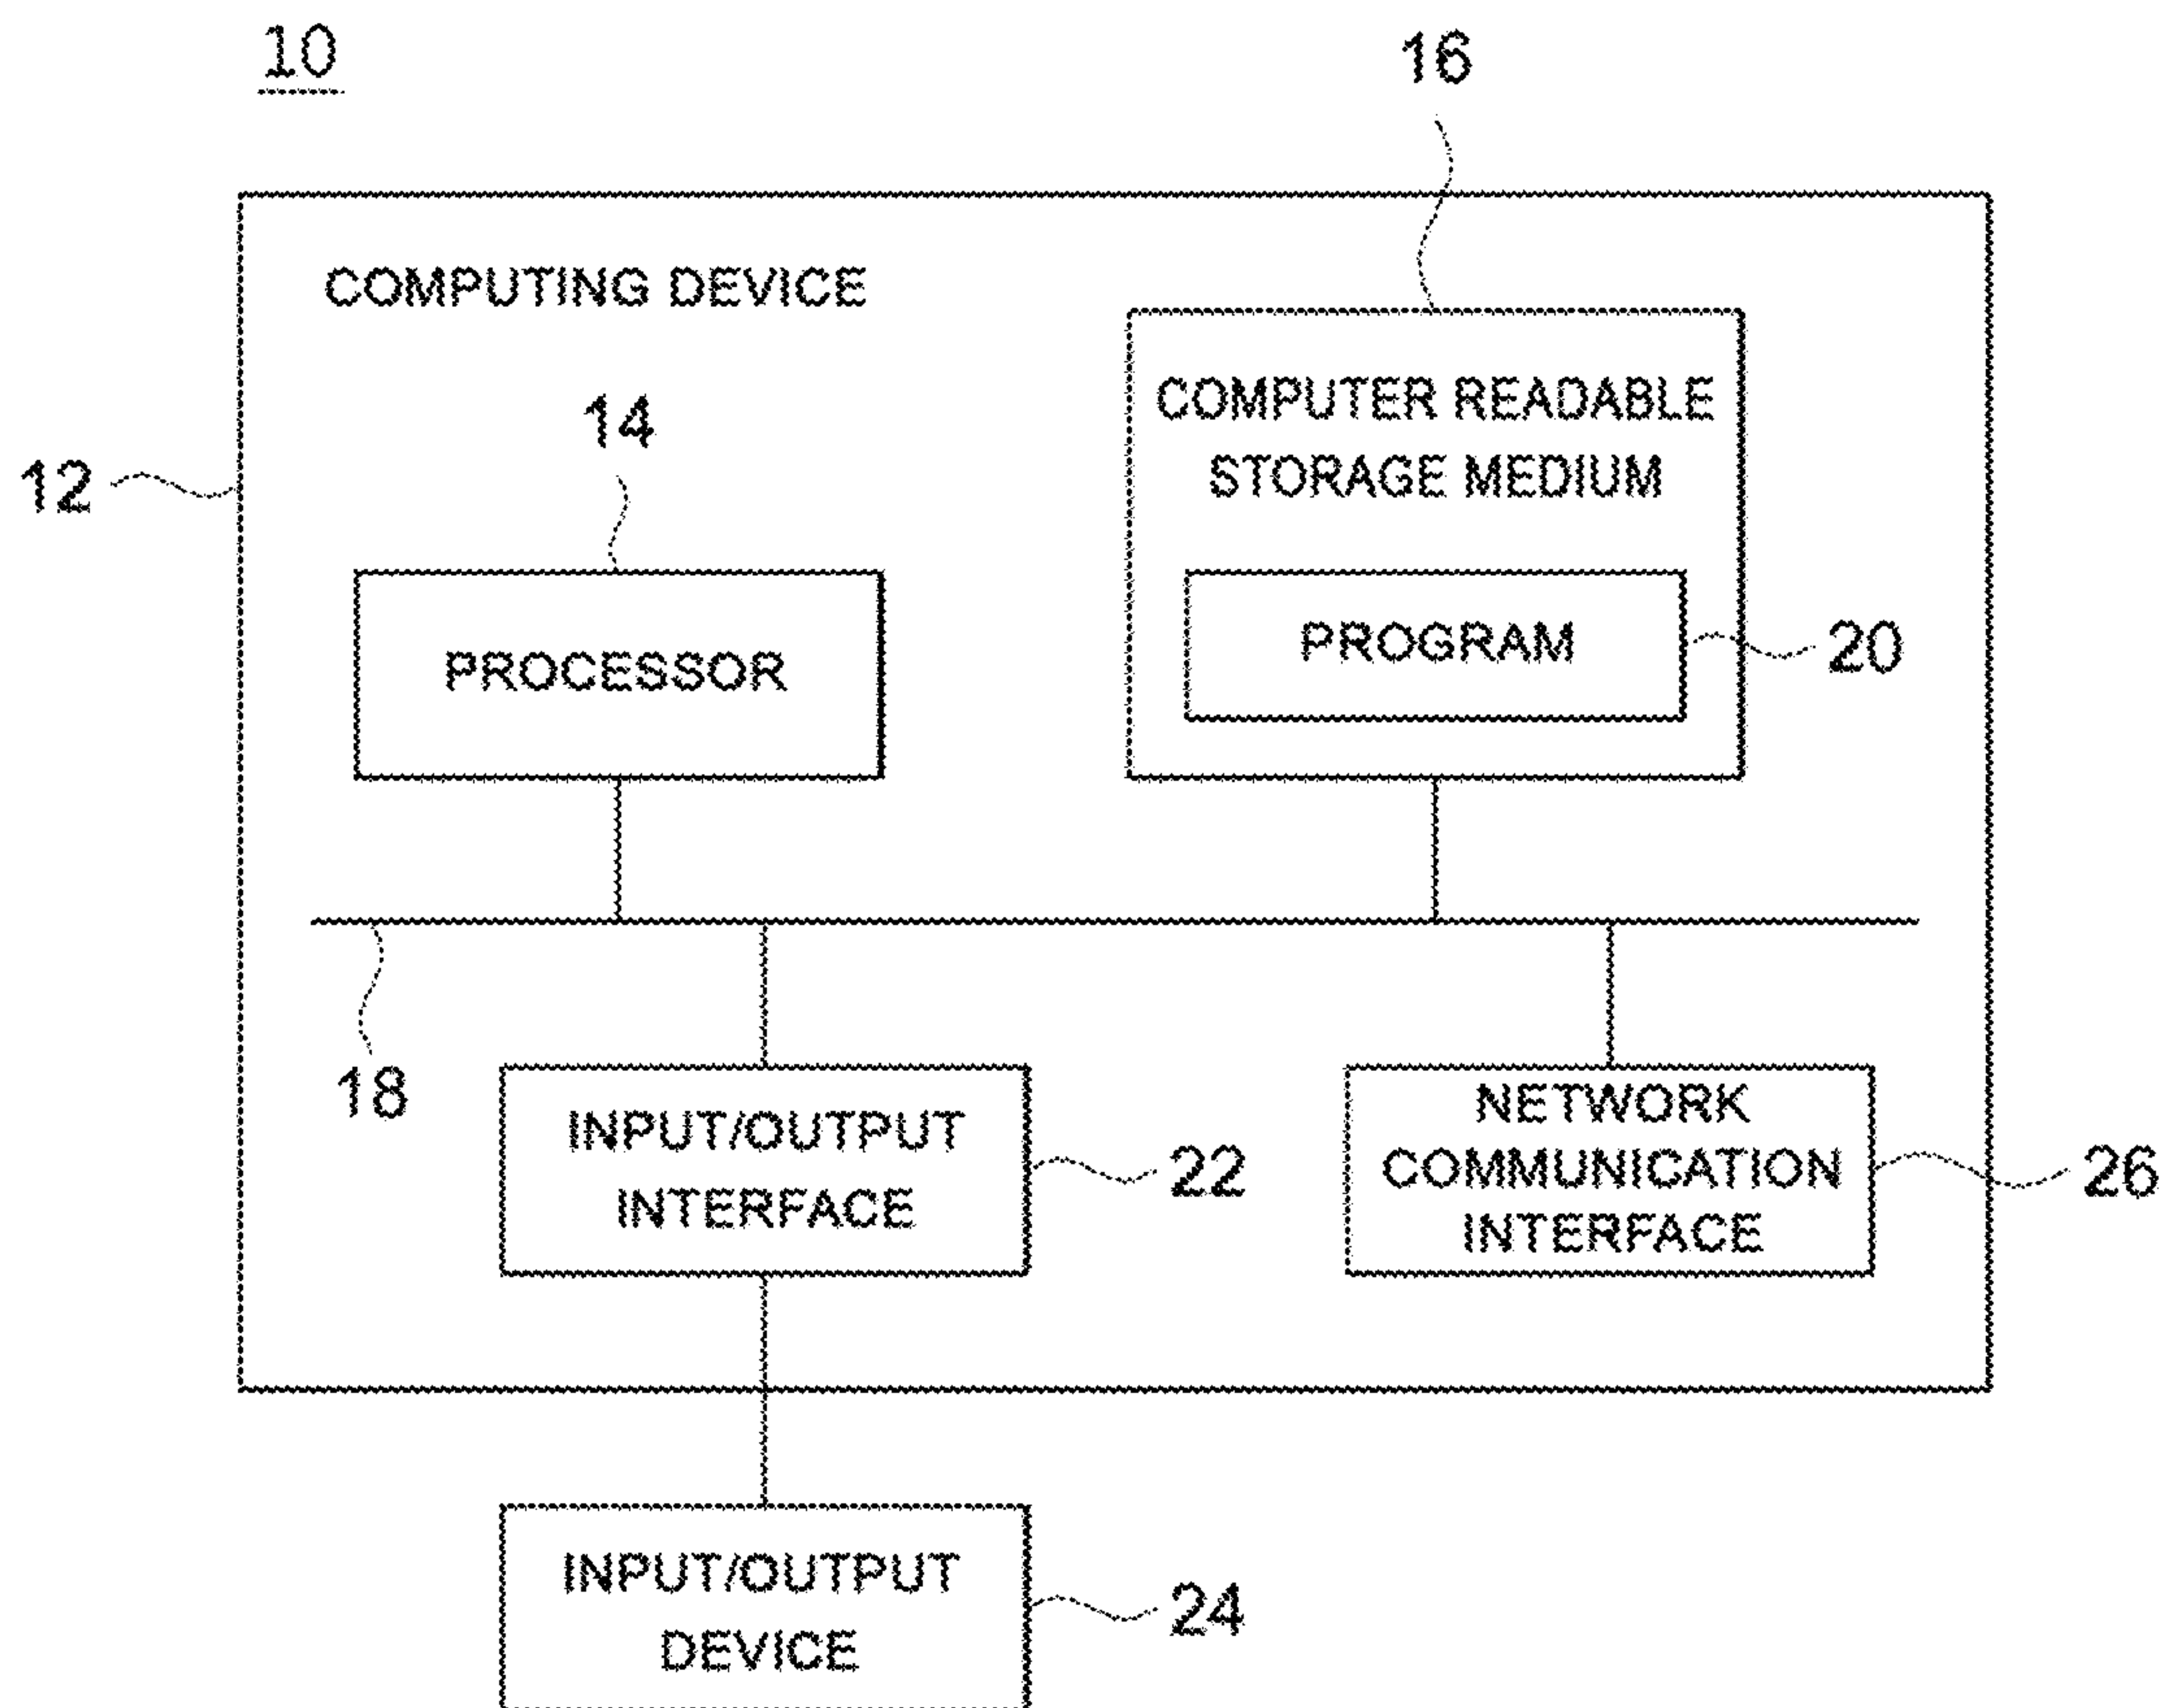 10
16
COMPUTING DEVICE
14
COMPUTER READABLE
STORAGE MEDIUM
12
PROCESSOR
PROGRAM
20
18
INPUT/OUTPUT
INTERFACE
22
NETWORK
COMMUNICATION
INTERFACE
26
INPUT/OUTPUT
DEVICE
24